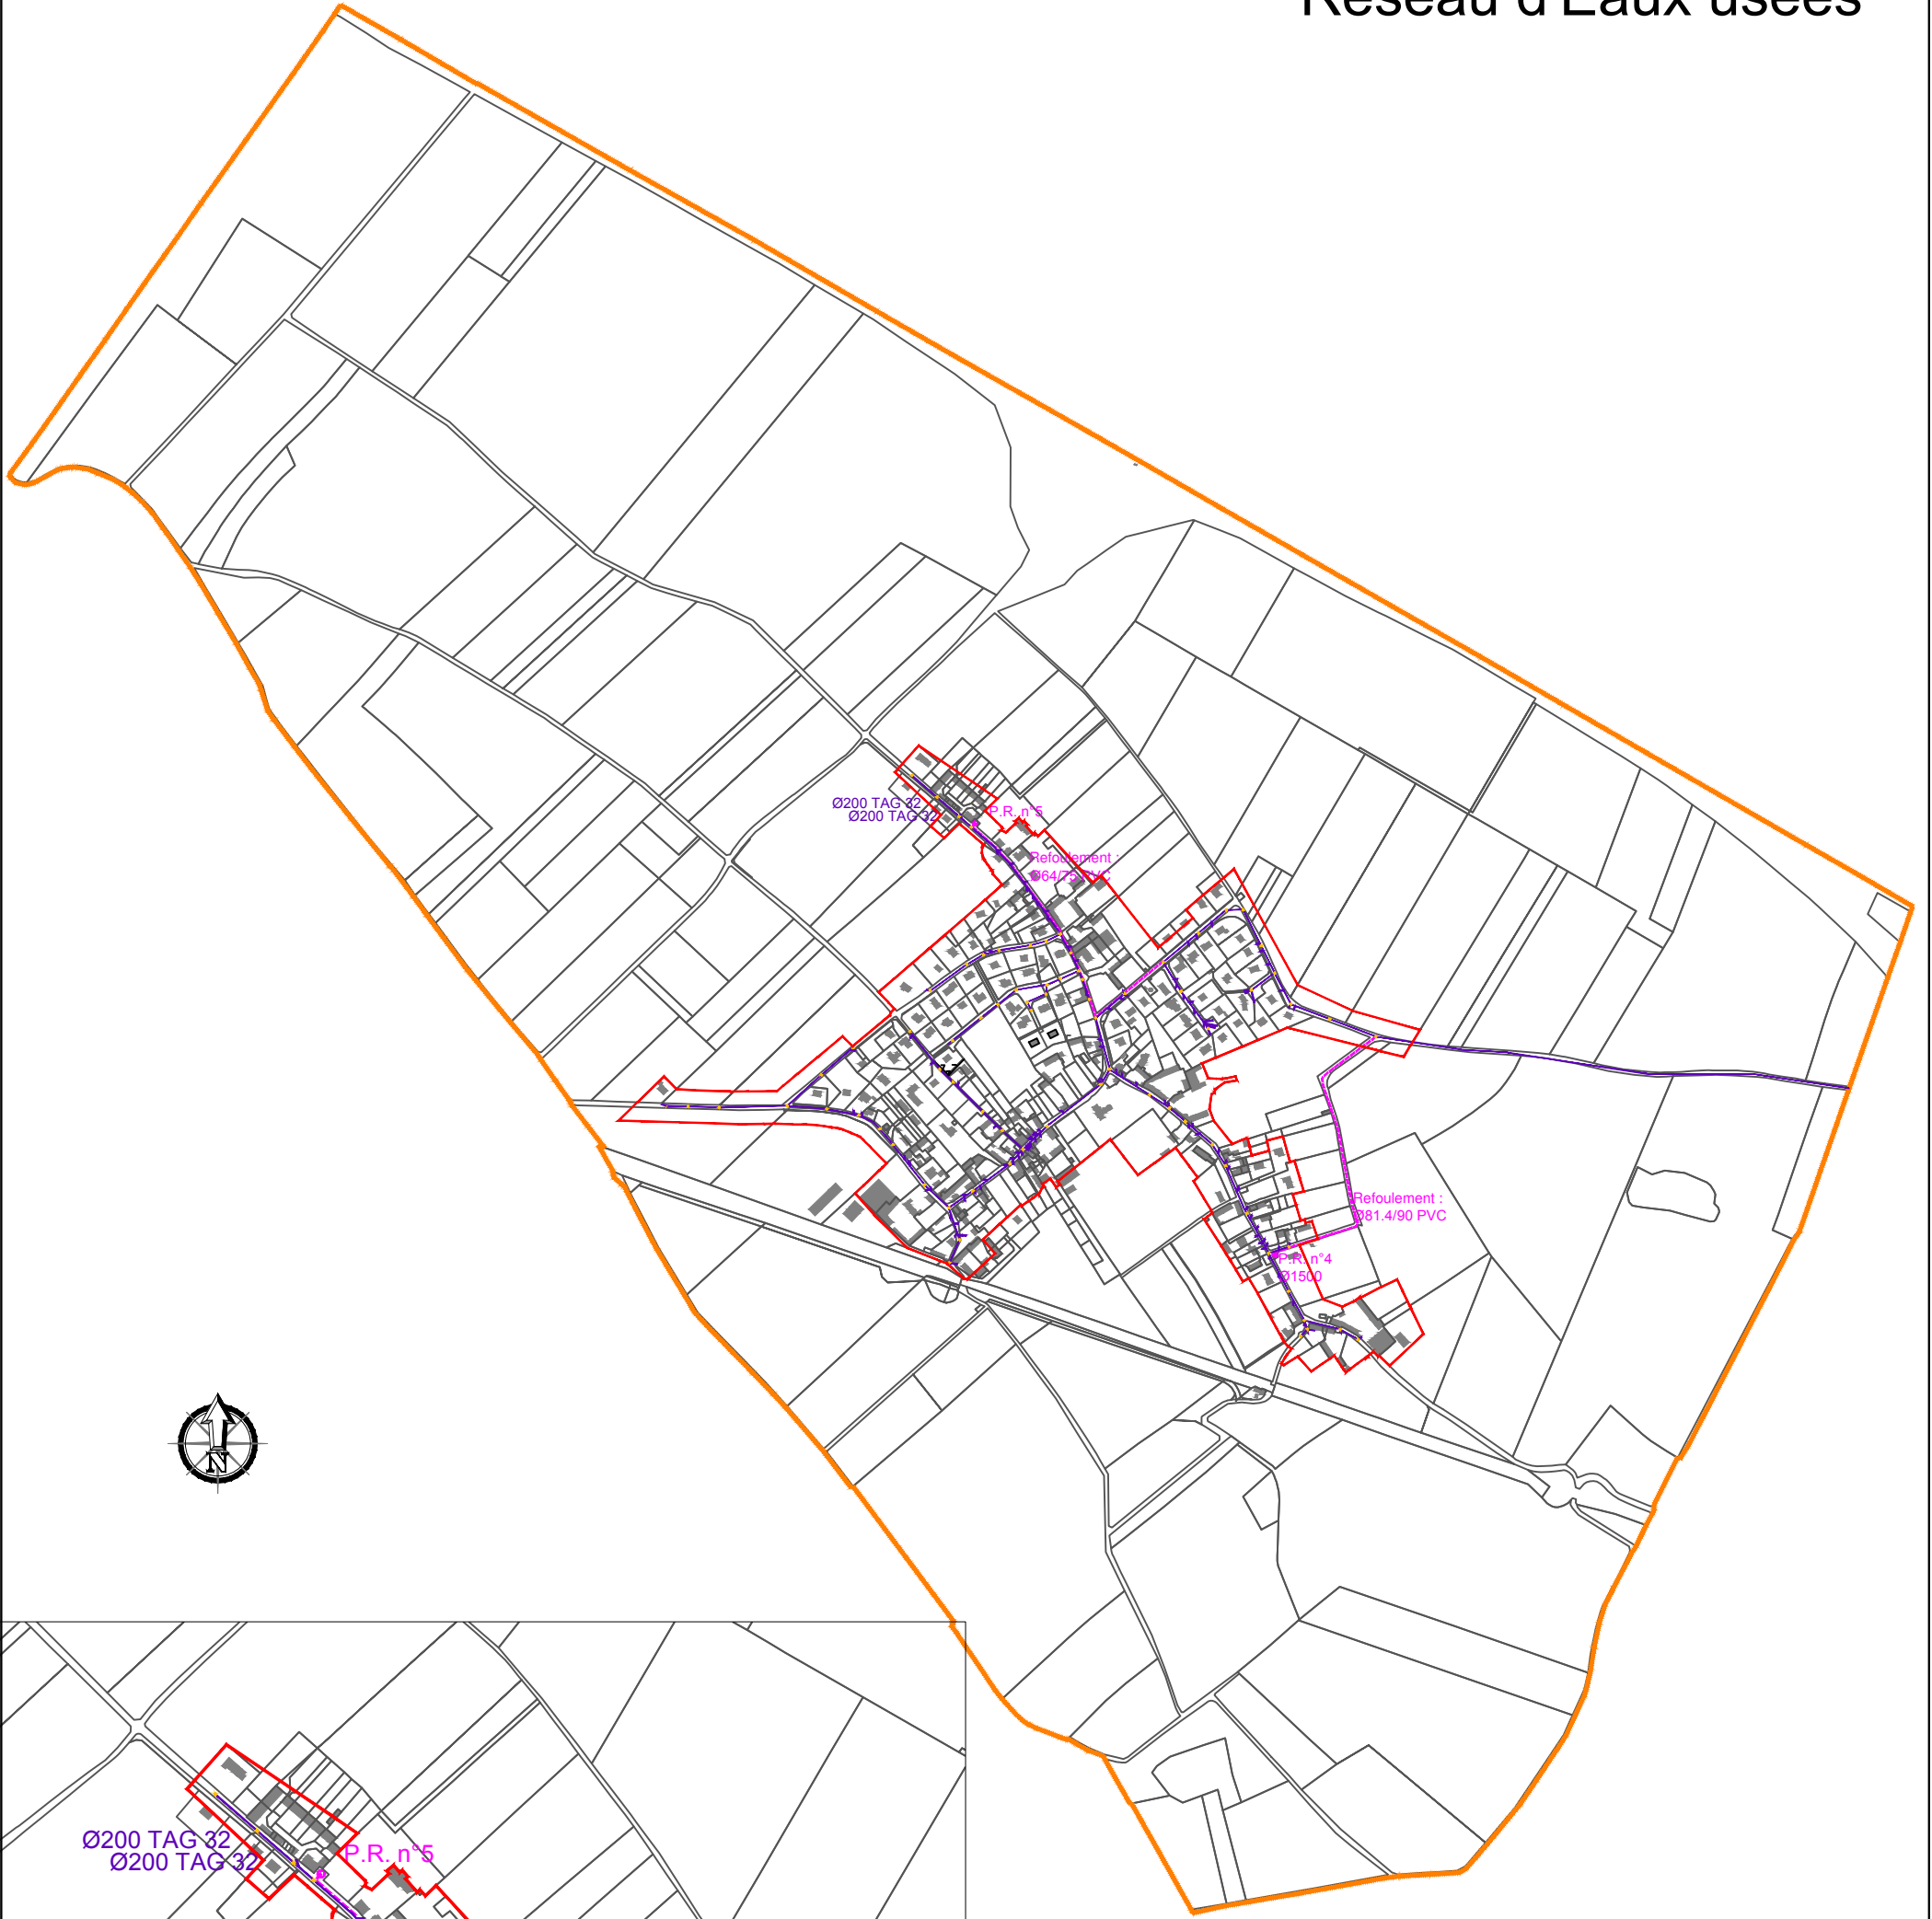 Réseau d'Eaux usées
Ø200 TAG 32
Ø200 TAG 32
P.R. n°5
Refoulement :
Ø64/75 PVC
Refoulement :
Ø81.4/90 PVC
P.R. n°4
Ø1500
N
Ø200 TAG 32
Ø200 TAG 32
P.R. n°5